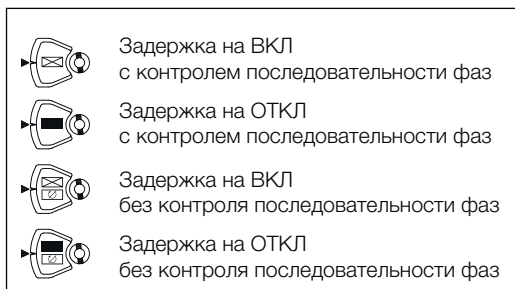 Задержка на ВКЛ
с контролем последовательности фаз
Задержка на ОТКЛ
с контролем последовательности фаз
Задержка на ВКЛ
без контроля последовательности фаз
Задержка на ОТКЛ
без контроля последовательности фаз